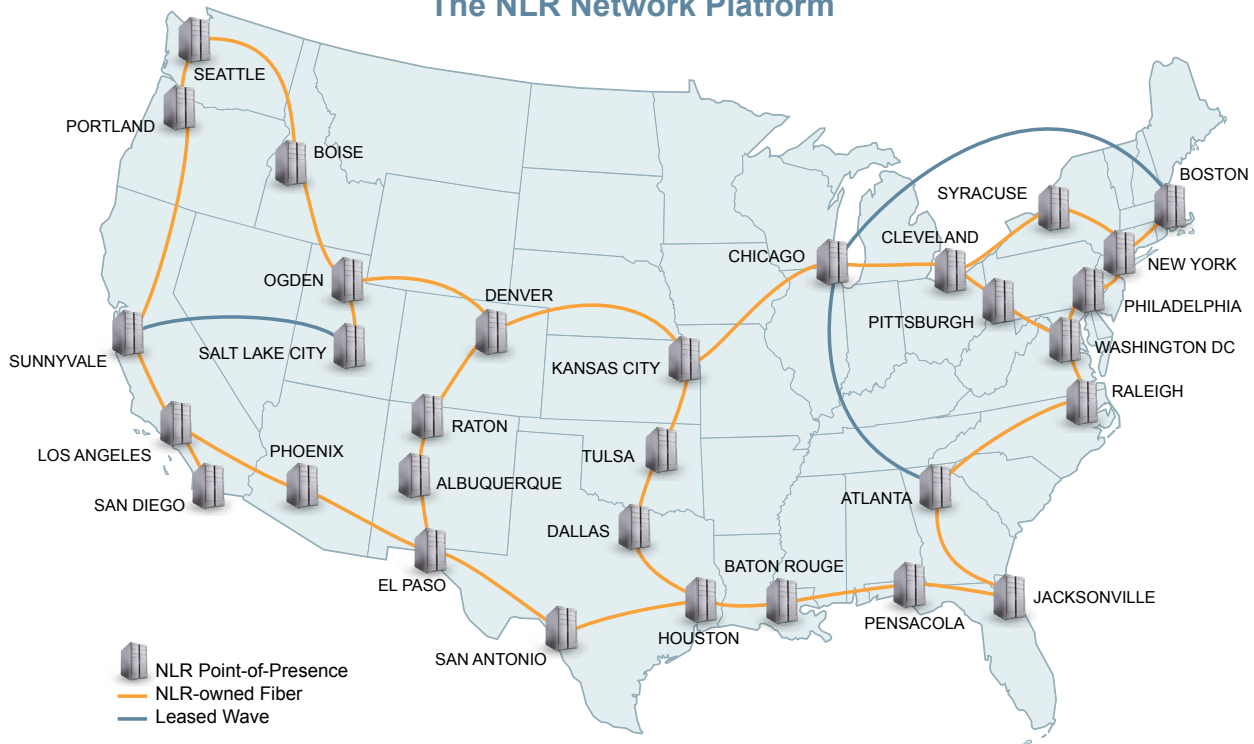 The NLR Network Platform
SEATTLE
PORTLAND
BOISE
BOSTON
SYRACUSE
CLEVELAND
CHICAGO
NEW YORK
OGDEN
DENVER
PHILADELPHIA
PITTSBURGH
WASHINGTON DC
SALT LAKE CITY
SUNNYVALE
KANSAS CITY
RALEIGH
RATON
LOS ANGELES
PHOENIX
TULSA
ALBUQUERQUE
SAN DIEGO
ATLANTA
DALLAS
BATON ROUGE
EL PASO
JACKSONVILLE
PENSACOLA
HOUSTON
SAN ANTONIO
NLR Point-of-Presence
NLR-owned Fiber
Leased Wave